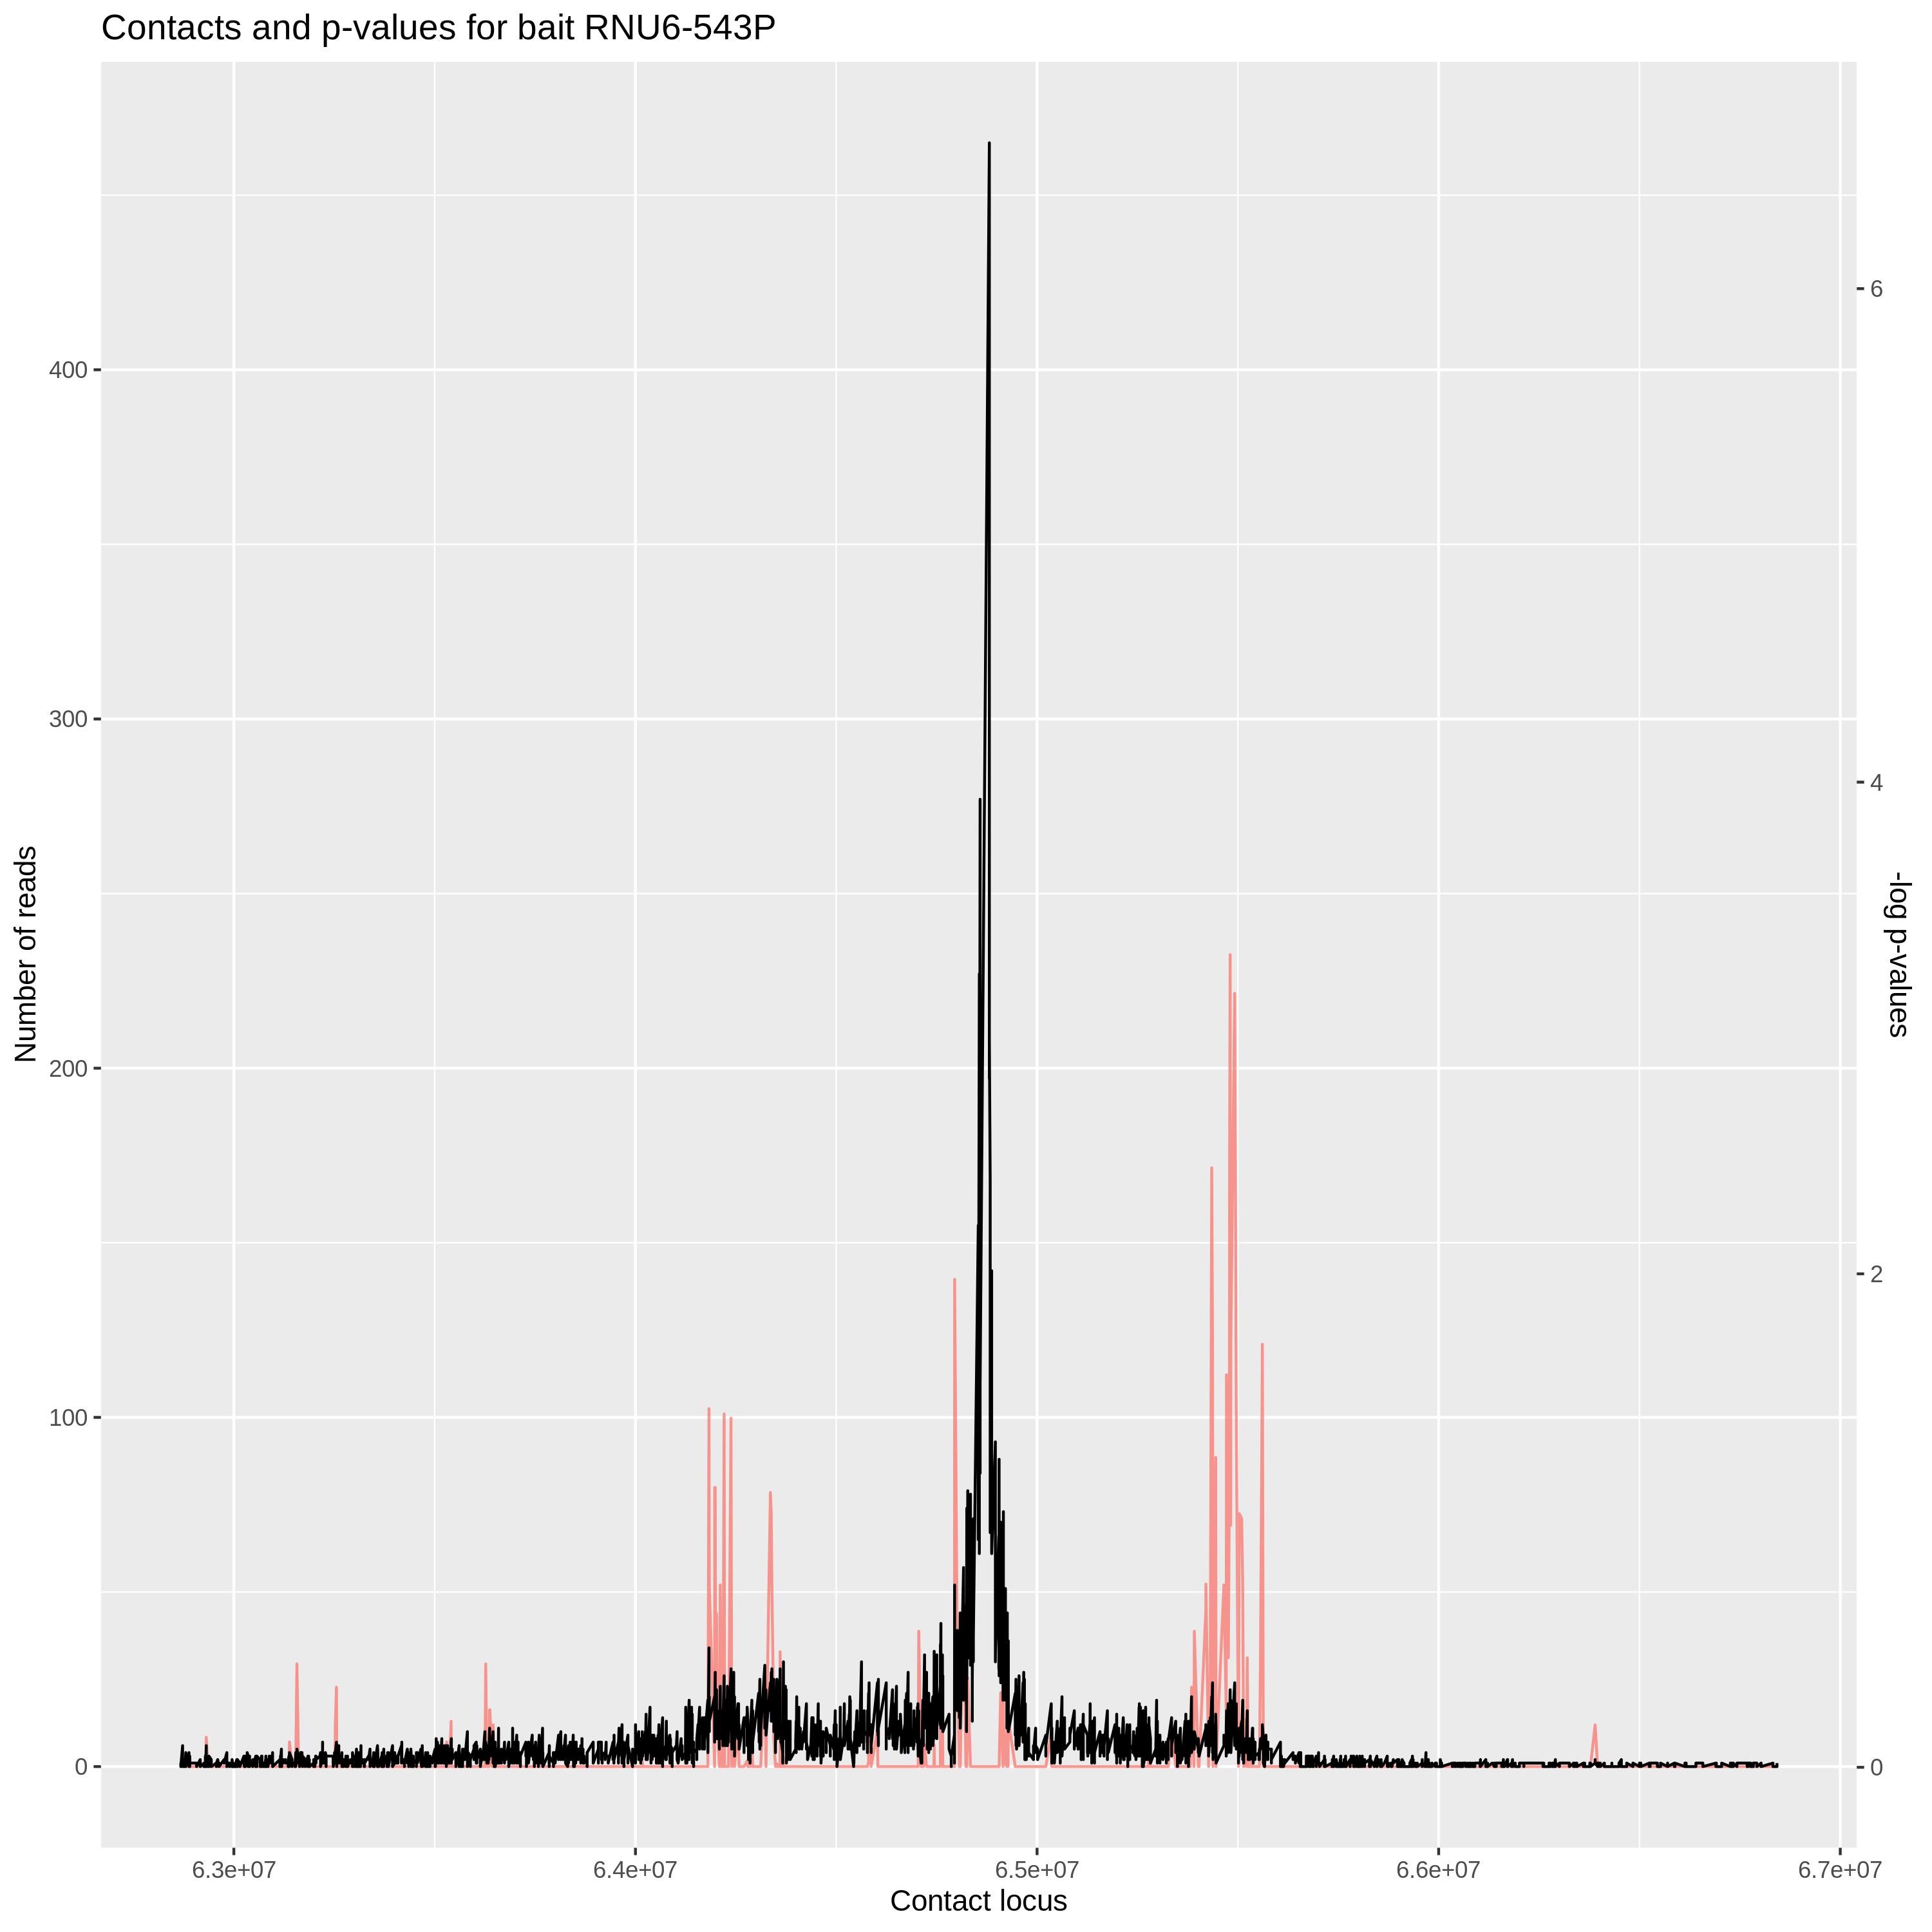 Contacts and p-values for bait RNU6-543P
Number of reads
400
300
200
100
0
6
4
2
0
-log p-values
6.3e+07
6.4e+07
6.5e+07
6.6e+07
6.7e+07
Contact locus